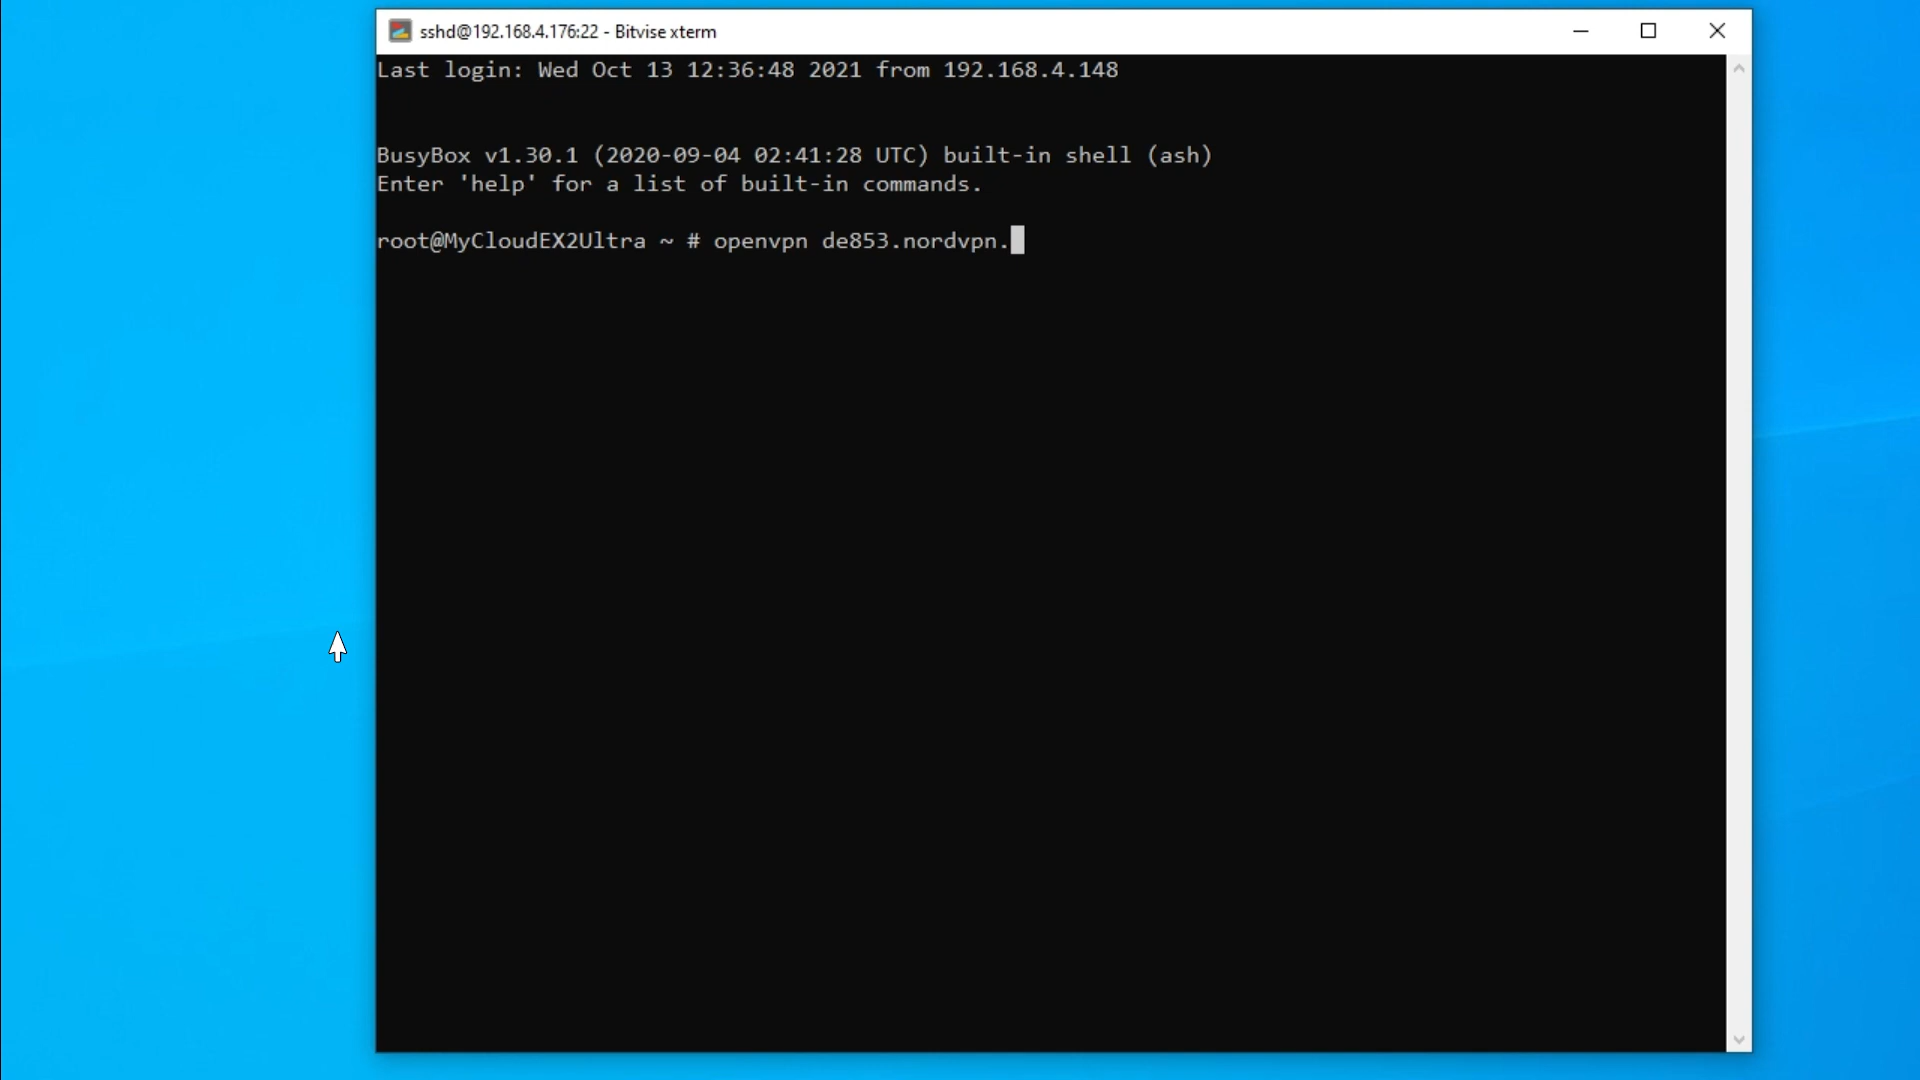 sshd@192.168.4.176:22 - Bitvise xterm
Last login: Wed Oct 13 12:36:48 2021 from 192.168.4.148
BusyBox v1.30.1 (2020-09-04 02:41:28 UTC) built-in shell (ash)
Enter 'help' for a list of built-in commands.
root@MyCloudEX2Ultra ~ # openvpn de853.nordvpn.